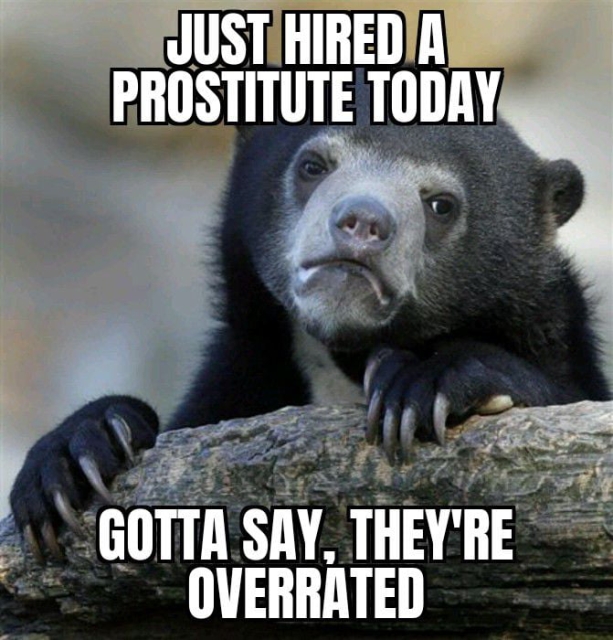 JUST HIRED A
PROSTITUTE TODAY
GOTTA SAY, THEY'RE
OVERRATED